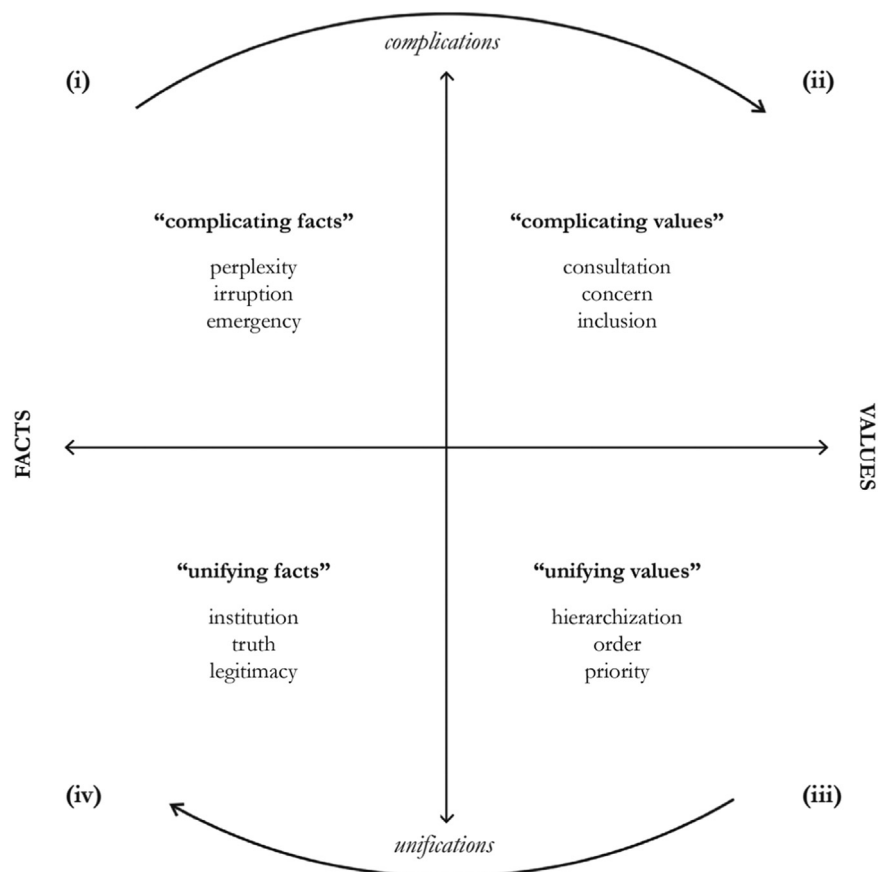 complications
(i)
(ii)
“complicating facts”
perplexity
irruption
emergency
“complicating values”
consultation
concern
inclusion
FACTS
VALUES
“unifying facts”
institution
truth
legitimacy
“unifying values”
hierarchization
order
priority
(iv)
(iii)
unifications